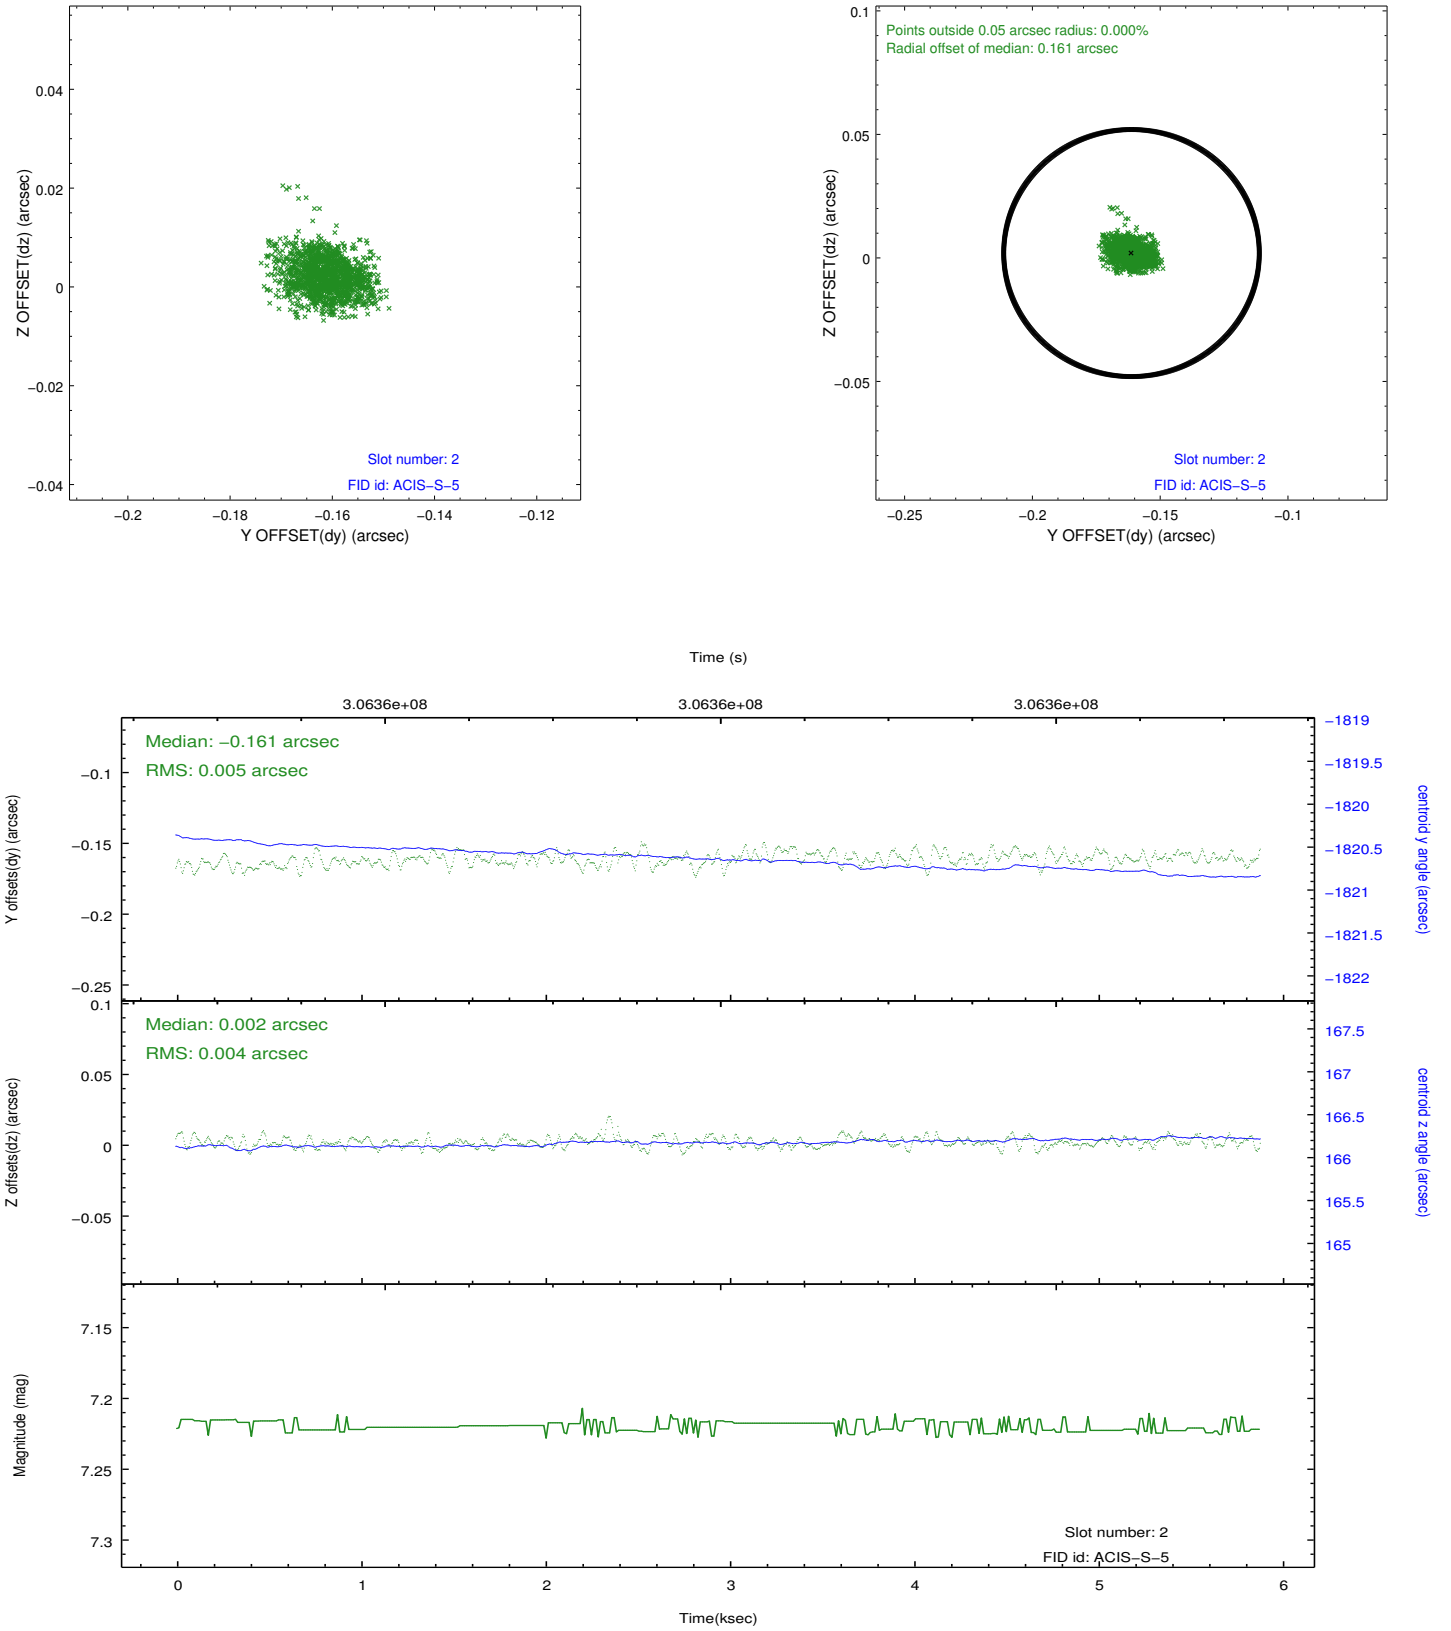 0.04
0.02
0
−0.02
−0.04
Z OFFSET(dz) (arcsec)
Slot number: 2
FID id: ACIS−S−5
−0.2
−0.18
−0.16
−0.14
−0.12
Y OFFSET(dy) (arcsec)
Points outside 0.05 arcsec radius: 0.000%
Radial offset of median: 0.161 arcsec
0.1
0.05
0
−0.05
Z OFFSET(dz) (arcsec)
Slot number: 2
FID id: ACIS−S−5
−0.25
−0.2
−0.15
−0.1
Y OFFSET(dy) (arcsec)
Time (s)
3.0636e+08
3.0636e+08
3.0636e+08
Median: −0.161 arcsec
RMS: 0.005 arcsec
−0.1
−0.15
−0.2
−0.25
Y offsets(dy) (arcsec)
−1819
−1819.5
−1820
−1820.5
−1821
−1821.5
−1822
centroid y angle (arcsec)
Median: 0.002 arcsec
RMS: 0.004 arcsec
0.1
0.05
0
−0.05
Z offsets(dz) (arcsec)
167.5
167
166.5
166
165.5
165
centroid z angle (arcsec)
7.15
7.2
7.25
7.3
Magnitude (mag)
Slot number: 2
FID id: ACIS−S−5
0
1
2
3
4
5
6
Time(ksec)